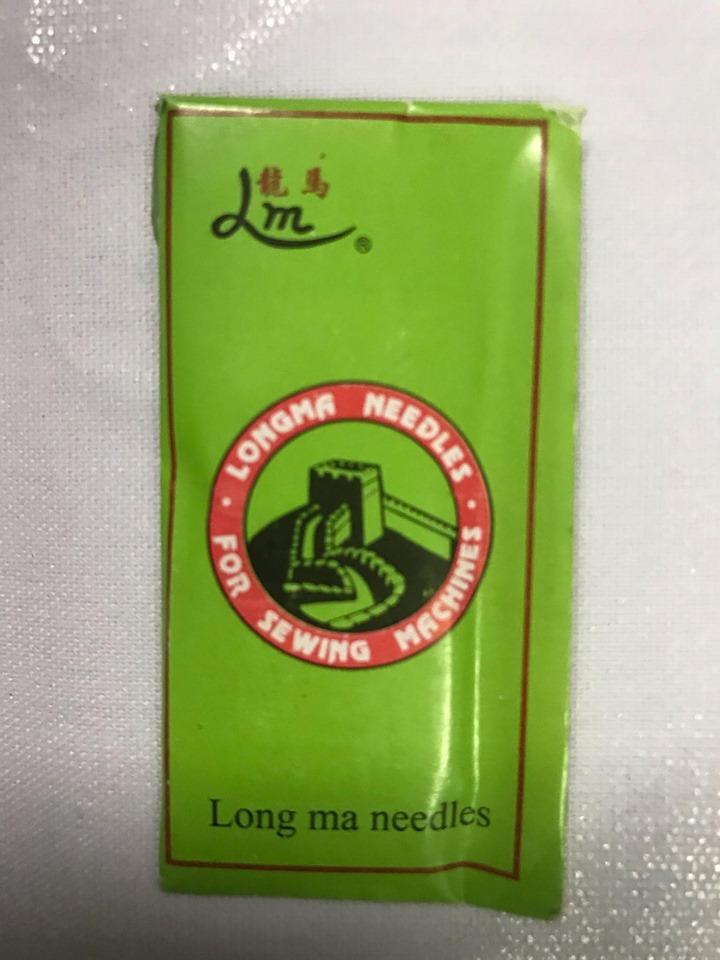 龍馬
Lm ®
LONGMA NEEDLES
· FOR SEWING MACHINES ·
Long ma needles